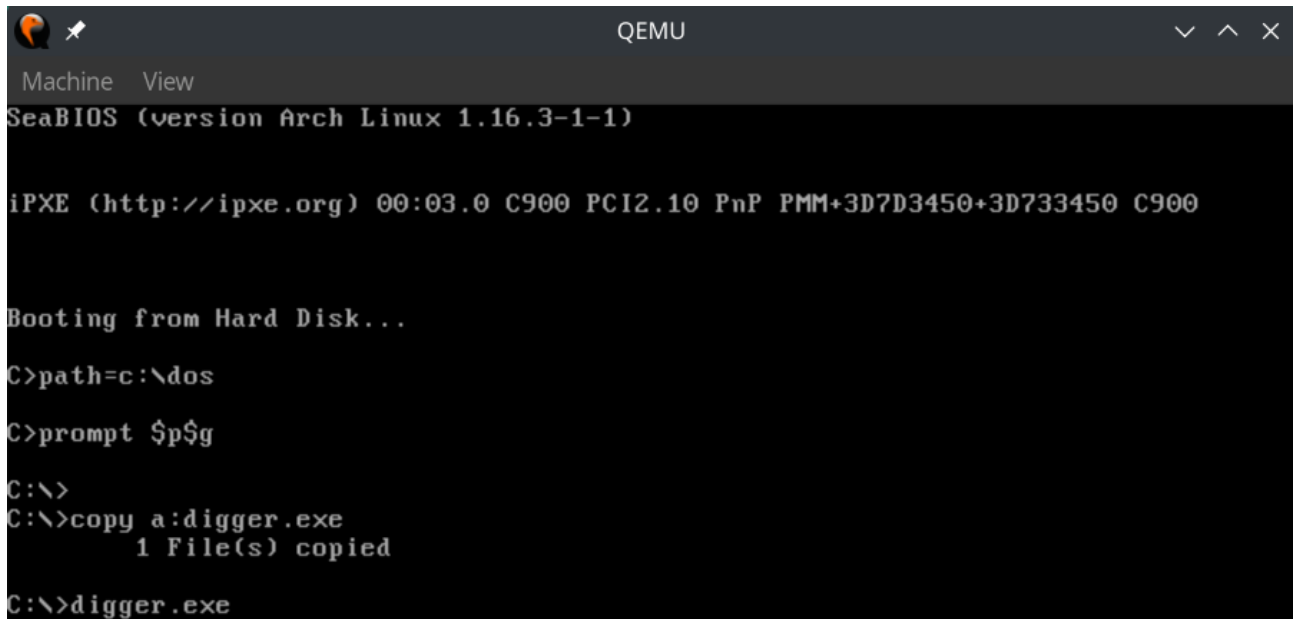 QEMU
Machine View
SeaBIOS (version Arch Linux 1.16.3-1-1)
iPXE (http://ipxe.org) 00:03.0 C900 PCI2.10 PnP PMM+3D7D3450+3D733450 C900
Booting from Hard Disk...
C>path=c:\dos
C>prompt $p$g
C:\>
C:\>copy a:digger.exe
1 File(s) copied
C:\>digger.exe